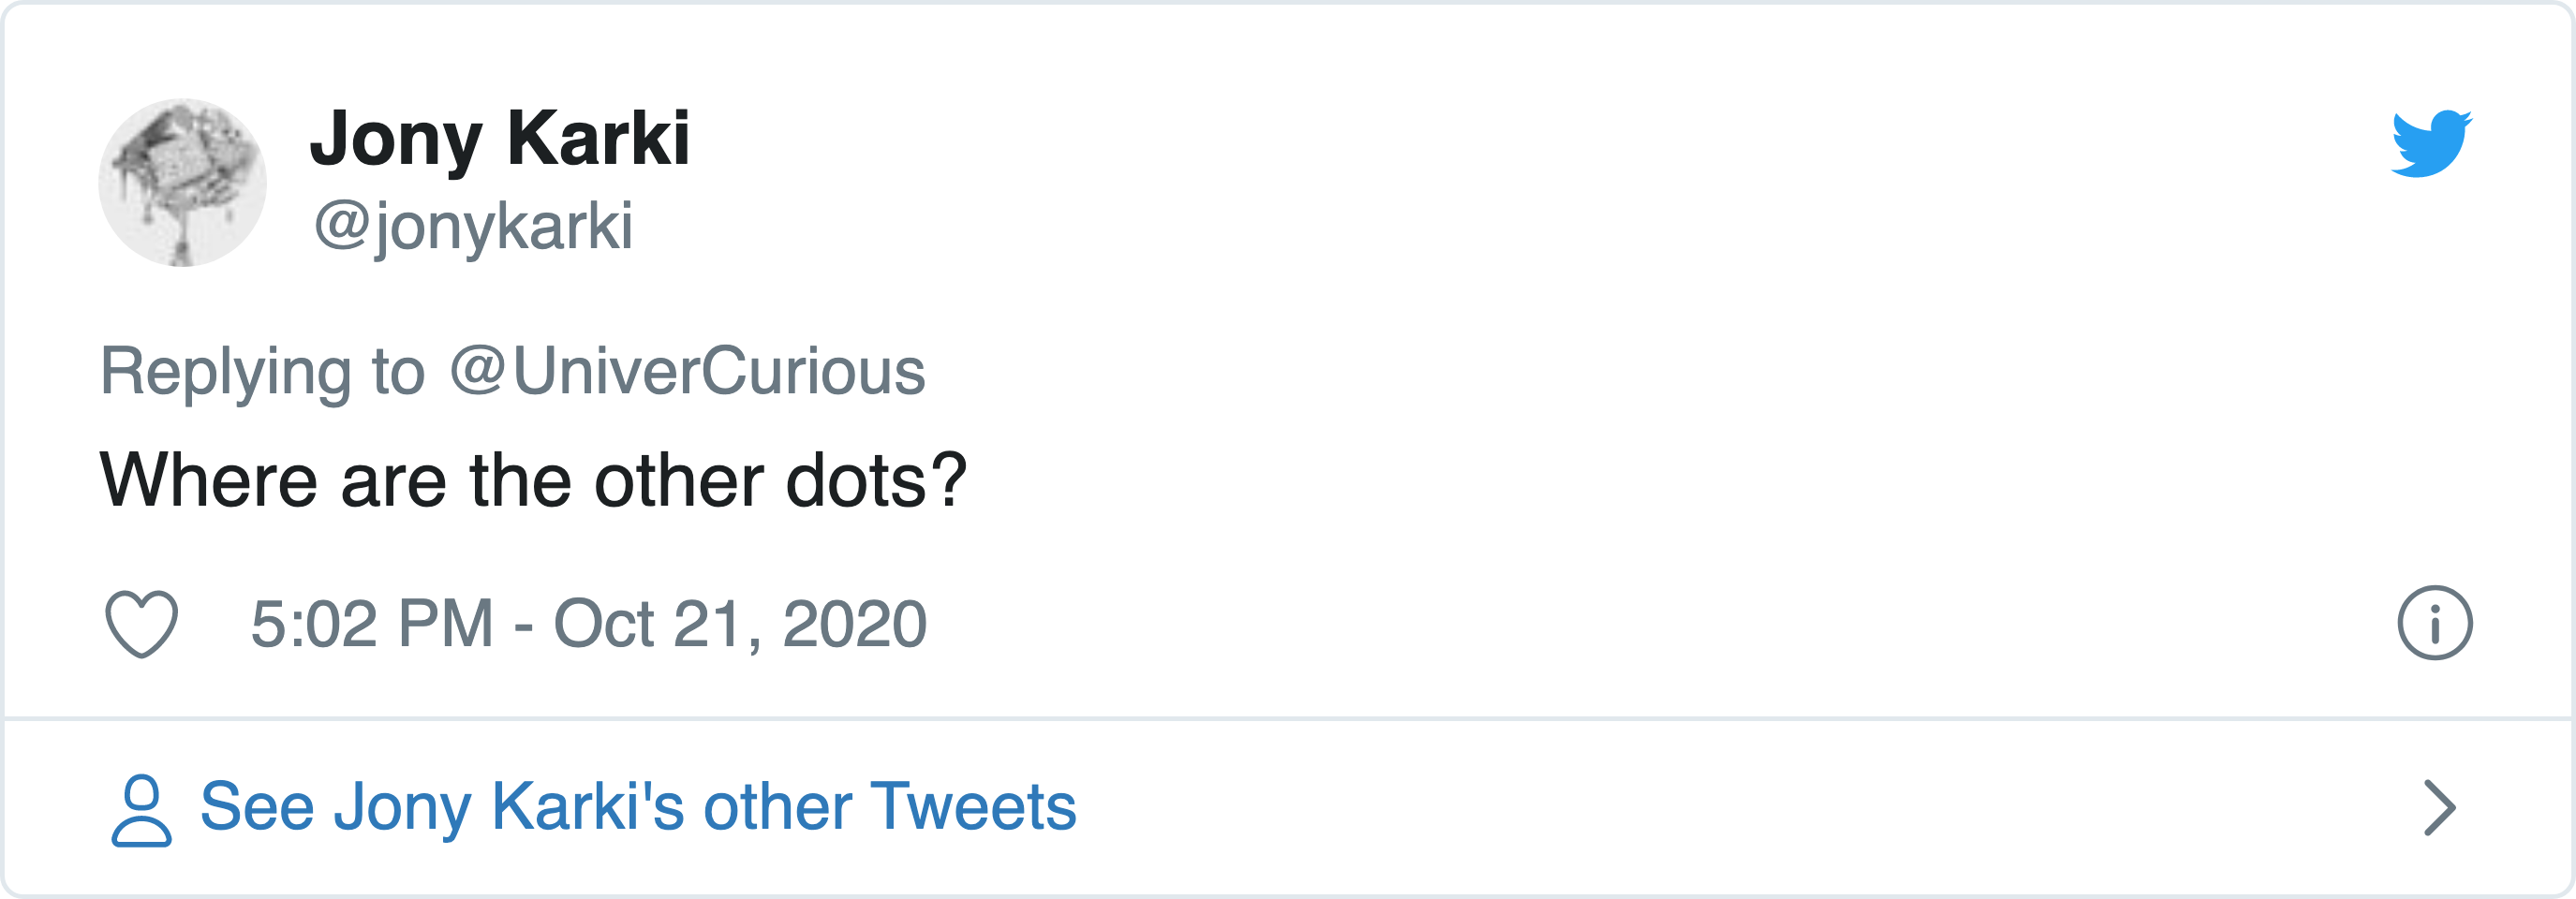 Jony Karki
@jonykarki
Replying to @UniverCurious
Where are the other dots?
5:02 PM - Oct 21, 2020
See Jony Karki's other Tweets